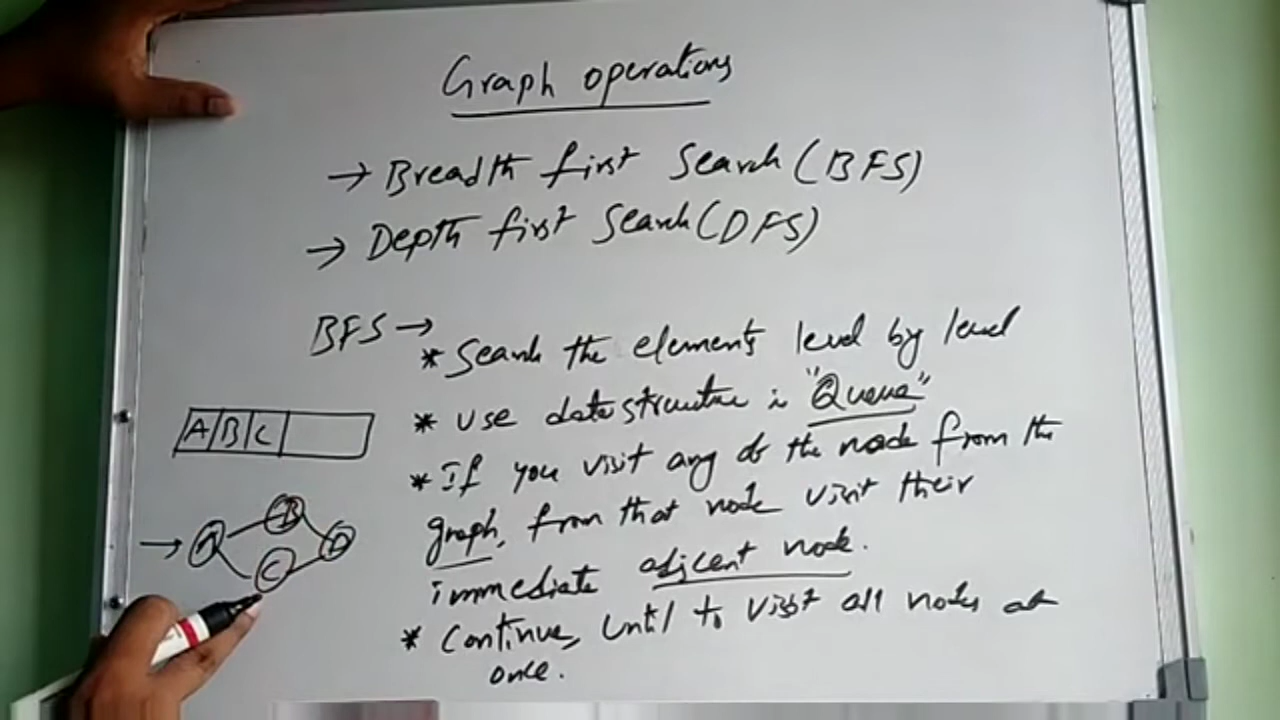 Graph operations
→ Breadth first Search (BFS)
→ Depth first Search (DFS)
BFS →
* Search the elements level by level
* Use data structure is "Queue"
* If you visit any of the node from the
graph, from that node visit their
immediate adjcent node.
* Continue, until to visit all nodes at
once.
A B C
A B C D